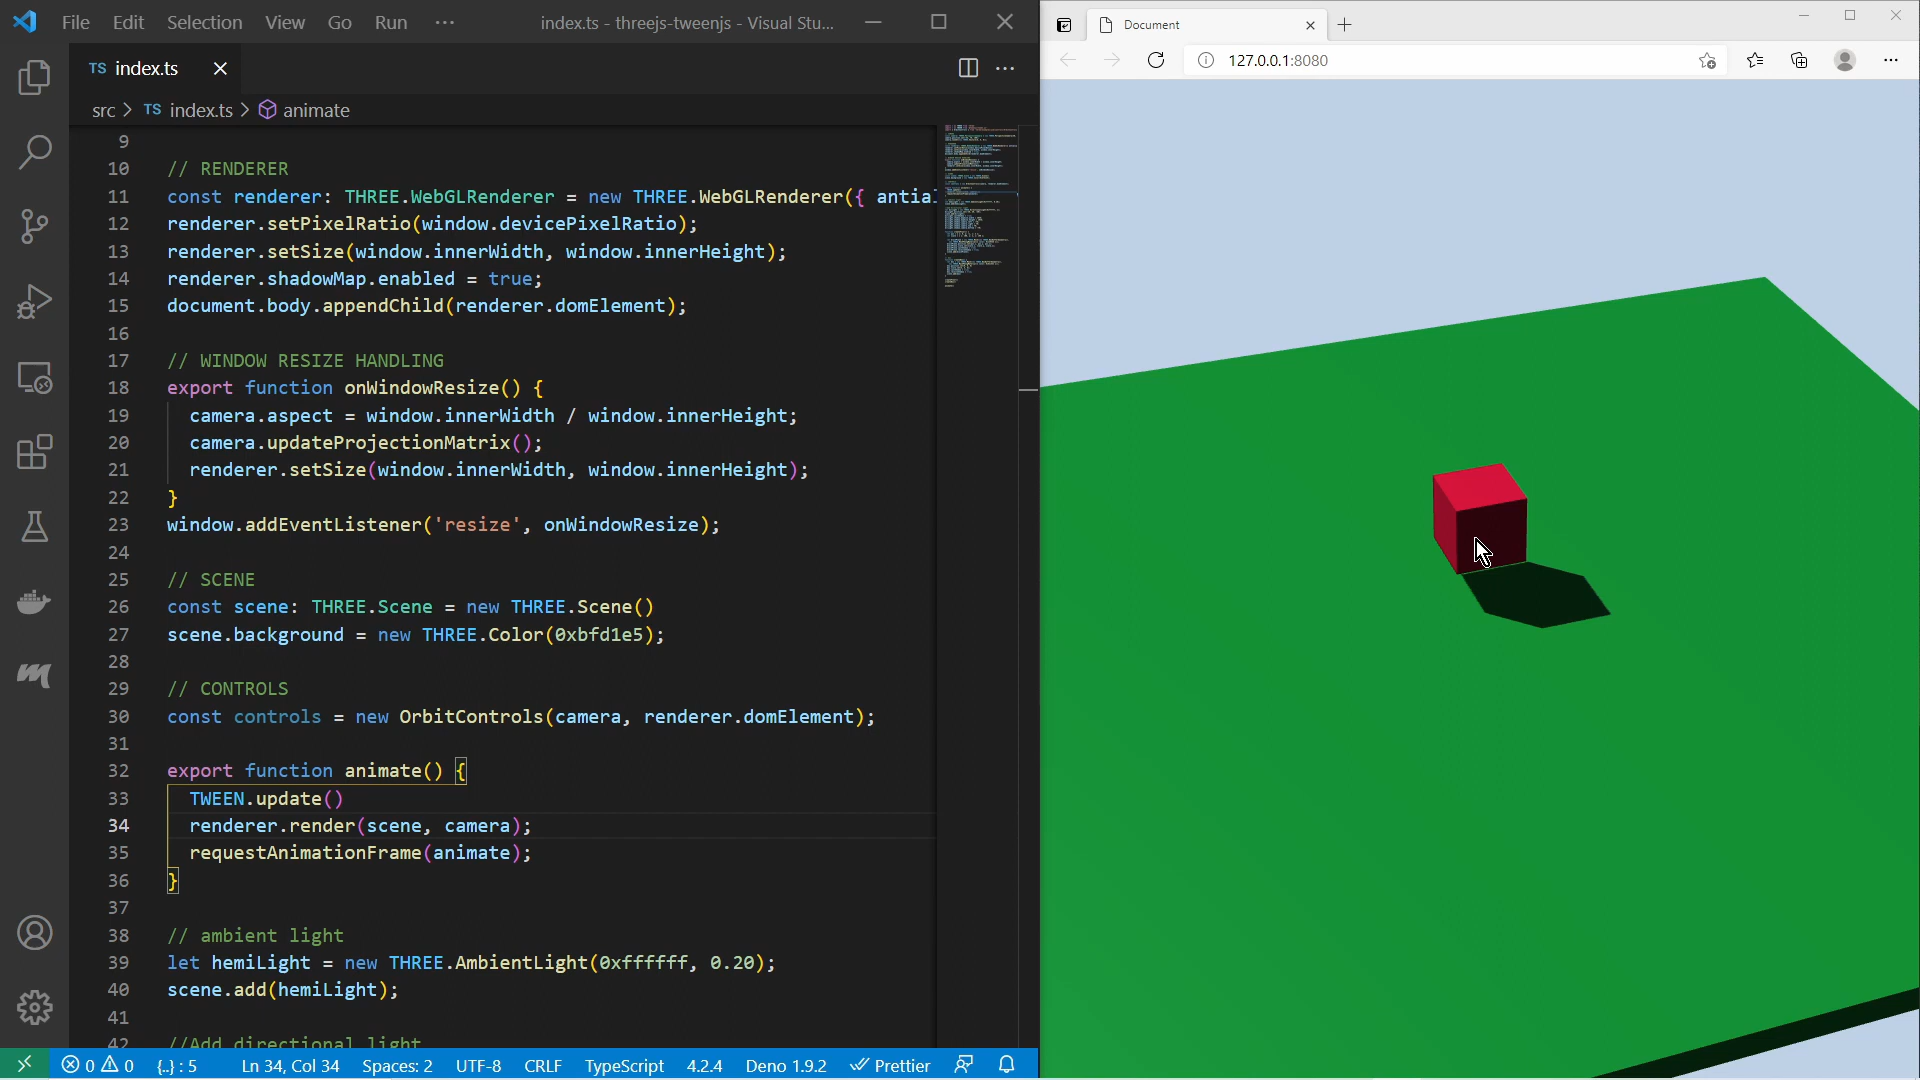 File Edit Selection View Go Run ··· index.ts - threejs-tweenjs - Visual Stu...
TS index.ts
src > TS index.ts > animate
9
10 // RENDERER
11 const renderer: THREE.WebGLRenderer = new THREE.WebGLRenderer({ antial
12 renderer.setPixelRatio(window.devicePixelRatio);
13 renderer.setSize(window.innerWidth, window.innerHeight);
14 renderer.shadowMap.enabled = true;
15 document.body.appendChild(renderer.domElement);
16
17 // WINDOW RESIZE HANDLING
18 export function onWindowResize() {
19 camera.aspect = window.innerWidth / window.innerHeight;
20 camera.updateProjectionMatrix();
21 renderer.setSize(window.innerWidth, window.innerHeight);
22 }
23 window.addEventListener('resize', onWindowResize);
24
25 // SCENE
26 const scene: THREE.Scene = new THREE.Scene()
27 scene.background = new THREE.Color(0xbfd1e5);
28
29 // CONTROLS
30 const controls = new OrbitControls(camera, renderer.domElement);
31
32 export function animate() {
33 TWEEN.update()
34 renderer.render(scene, camera);
35 requestAnimationFrame(animate);
36 }
37
38 // ambient light
39 let hemiLight = new THREE.AmbientLight(0xffffff, 0.20);
40 scene.add(hemiLight);
41
42 //Add directional light
0 0 {..} : 5 Ln 34, Col 34 Spaces: 2 UTF-8 CRLF TypeScript 4.2.4 Deno 1.9.2 Prettier
Document
127.0.0.1:8080